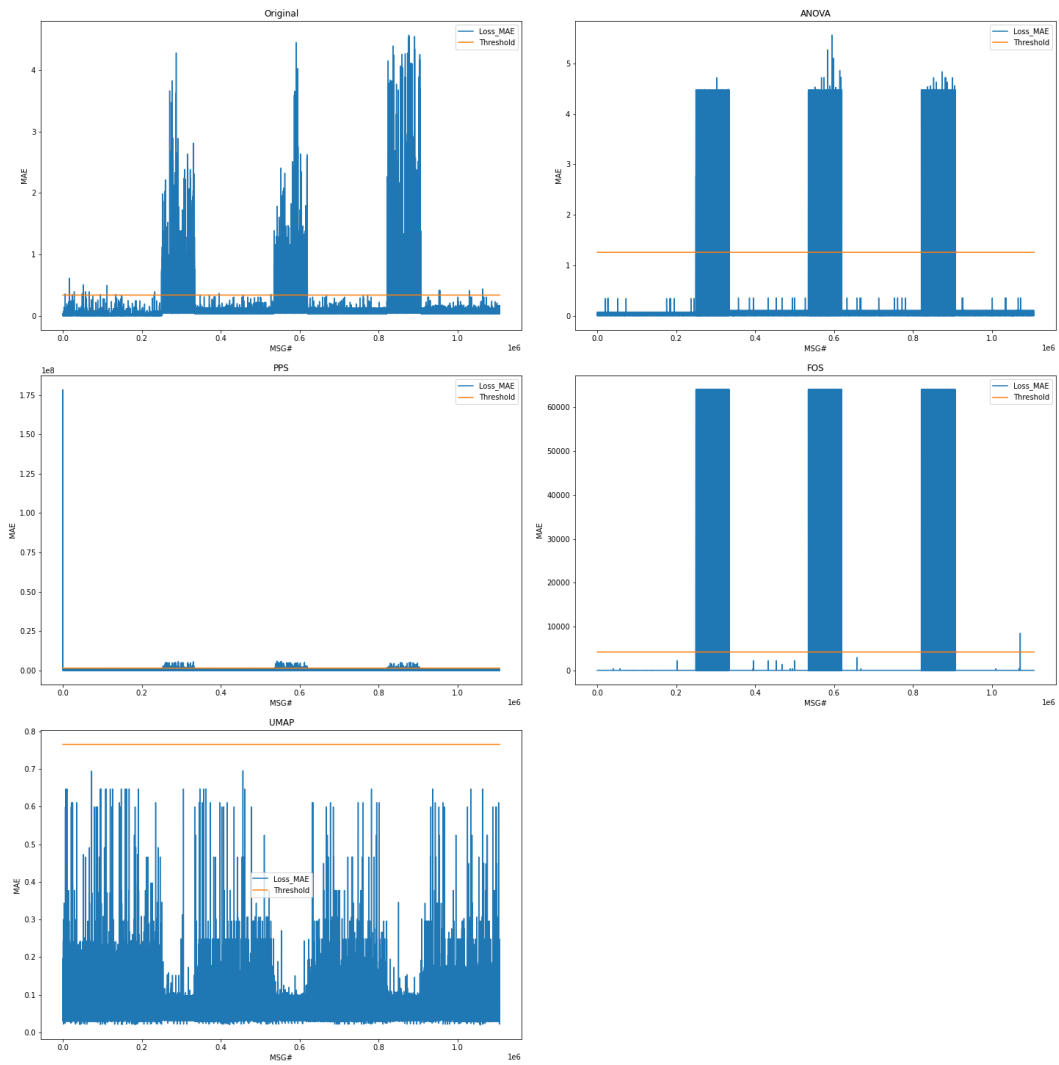 Original
Loss_MAE
Threshold
MAE
4
3
2
1
0
0.0 0.2 0.4 0.6 0.8 1.0
MSG#
1e6
ANOVA
Loss_MAE
Threshold
MAE
5
4
3
2
1
0
0.0 0.2 0.4 0.6 0.8 1.0
MSG#
1e6
PPS
1e8
Loss_MAE
Threshold
MAE
1.75
1.50
1.25
1.00
0.75
0.50
0.25
0.00
0.0 0.2 0.4 0.6 0.8 1.0
MSG#
1e6
FOS
Loss_MAE
Threshold
MAE
60000
50000
40000
30000
20000
10000
0
0.0 0.2 0.4 0.6 0.8 1.0
MSG#
1e6
UMAP
0.8
0.7
0.6
0.5
0.4
0.3
0.2
0.1
0.0
MAE
Loss_MAE
Threshold
0.0 0.2 0.4 0.6 0.8 1.0
MSG#
1e6